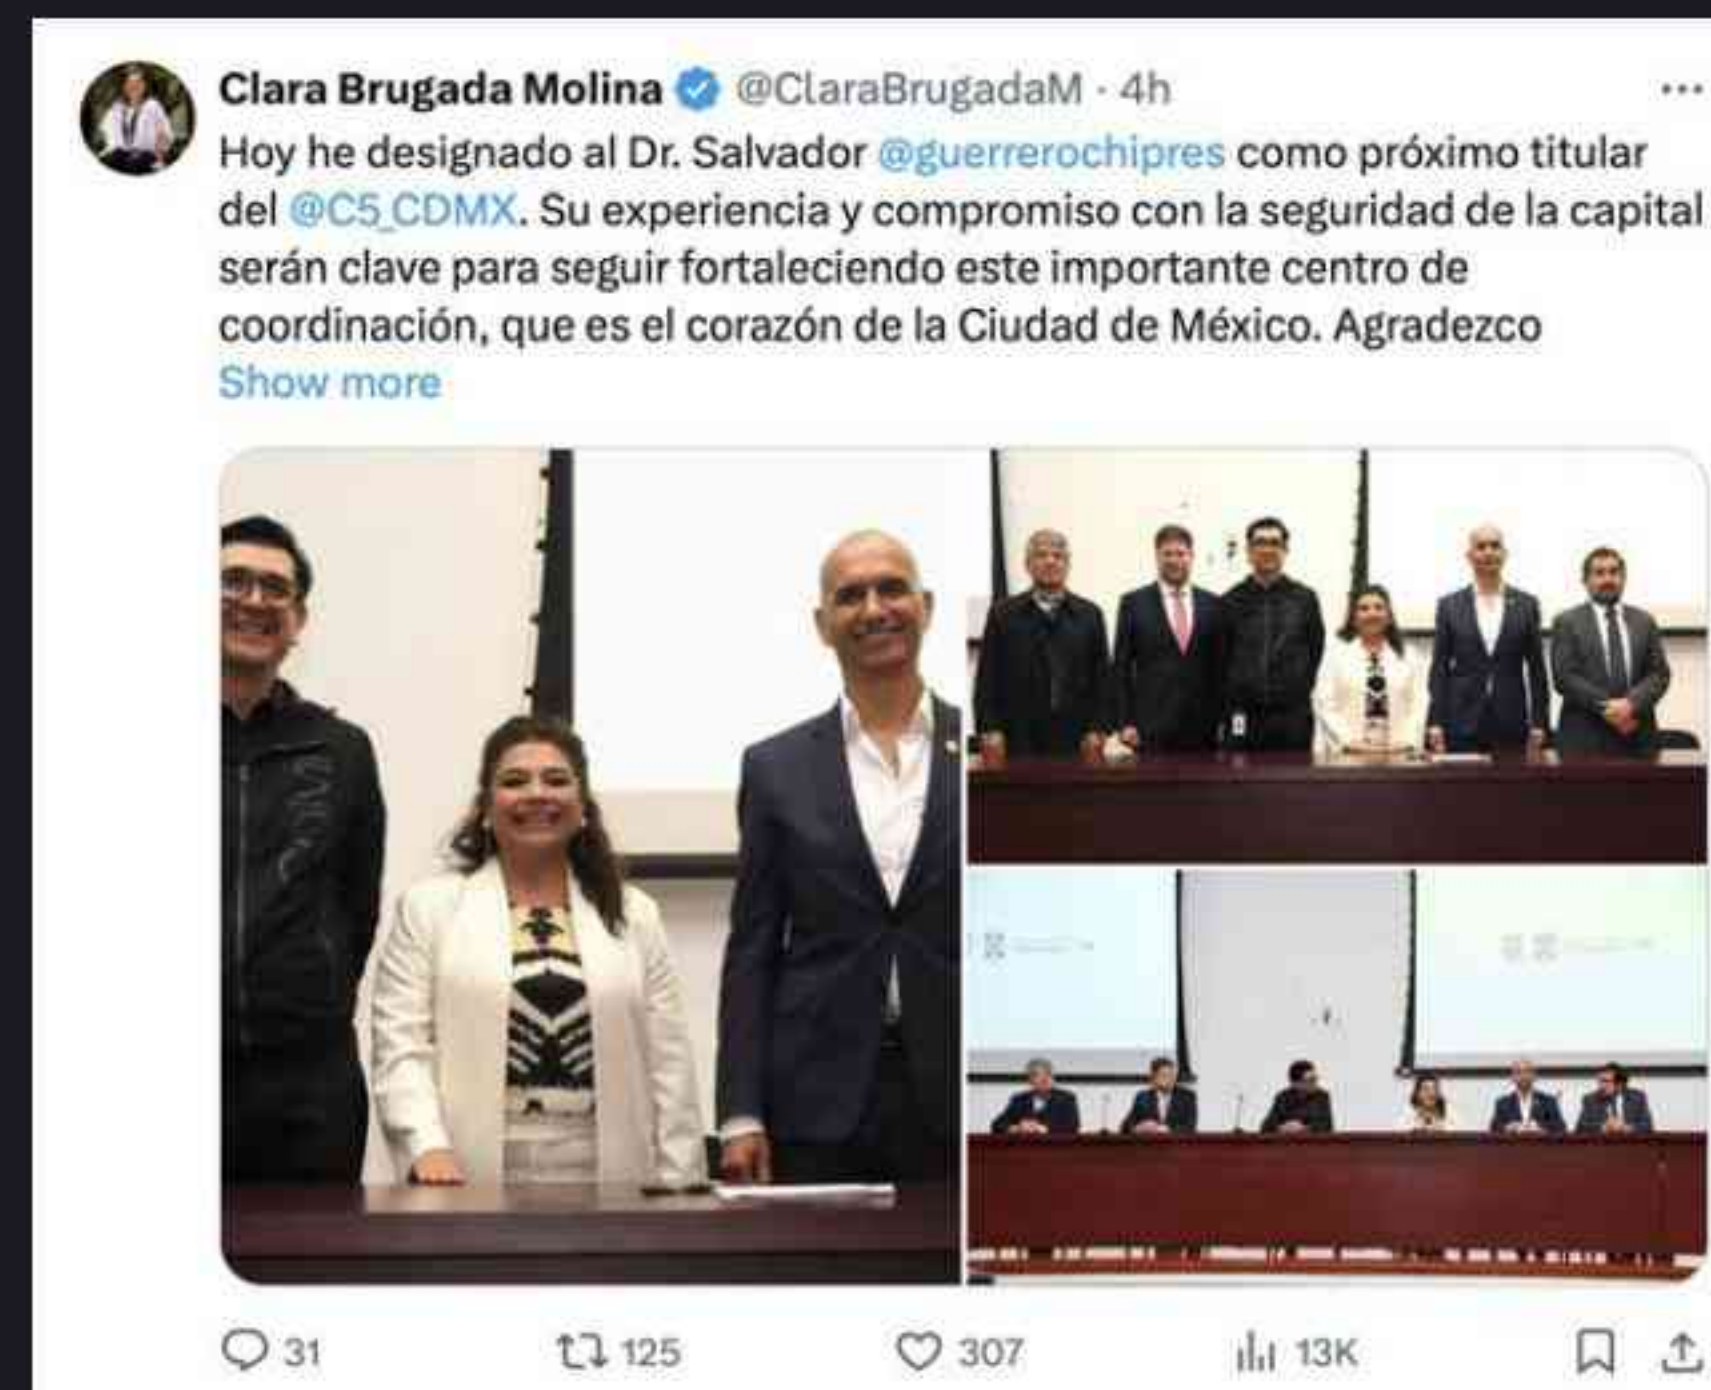 Clara Brugada Molina @ClaraBrugadaM · 4h
Hoy he designado al Dr. Salvador @guerrerochipres como próximo titular
del @C5_CDMX. Su experiencia y compromiso con la seguridad de la capital
serán clave para seguir fortaleciendo este importante centro de
coordinación, que es el corazón de la Ciudad de México. Agradezco
Show more
31 125 307 13K